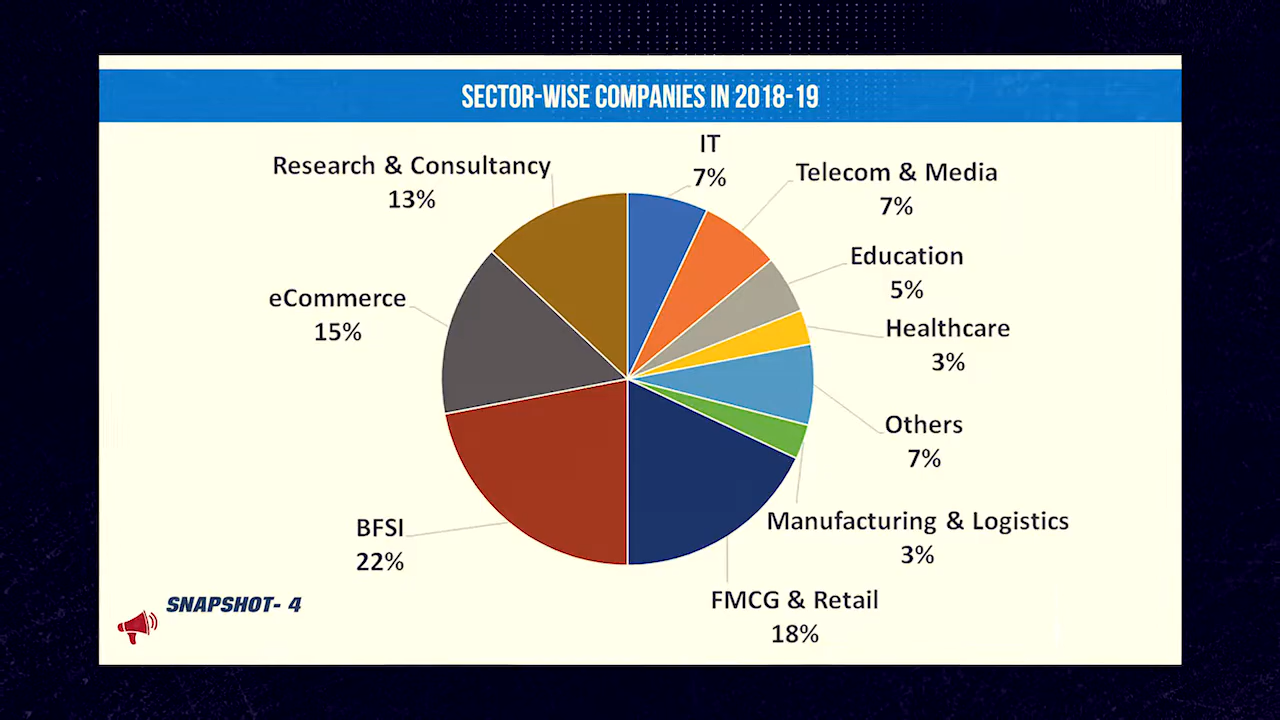 SECTOR-WISE COMPANIES IN 2018-19
IT
7%
Telecom & Media
7%
Education
5%
Healthcare
3%
Others
7%
Manufacturing & Logistics
3%
FMCG & Retail
18%
BFSI
22%
eCommerce
15%
Research & Consultancy
13%
SNAPSHOT- 4